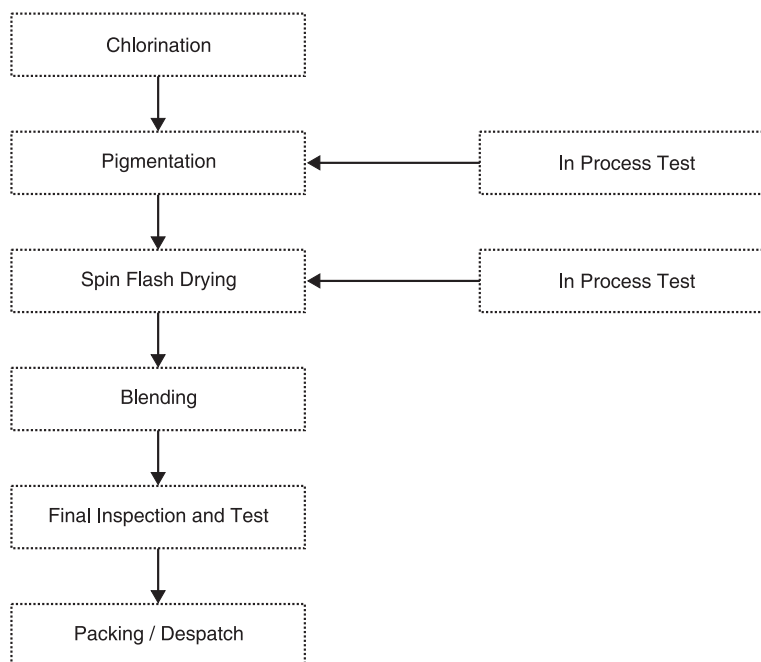 Chlorination
Pigmentation
In Process Test
Spin Flash Drying
In Process Test
Blending
Final Inspection and Test
Packing / Despatch